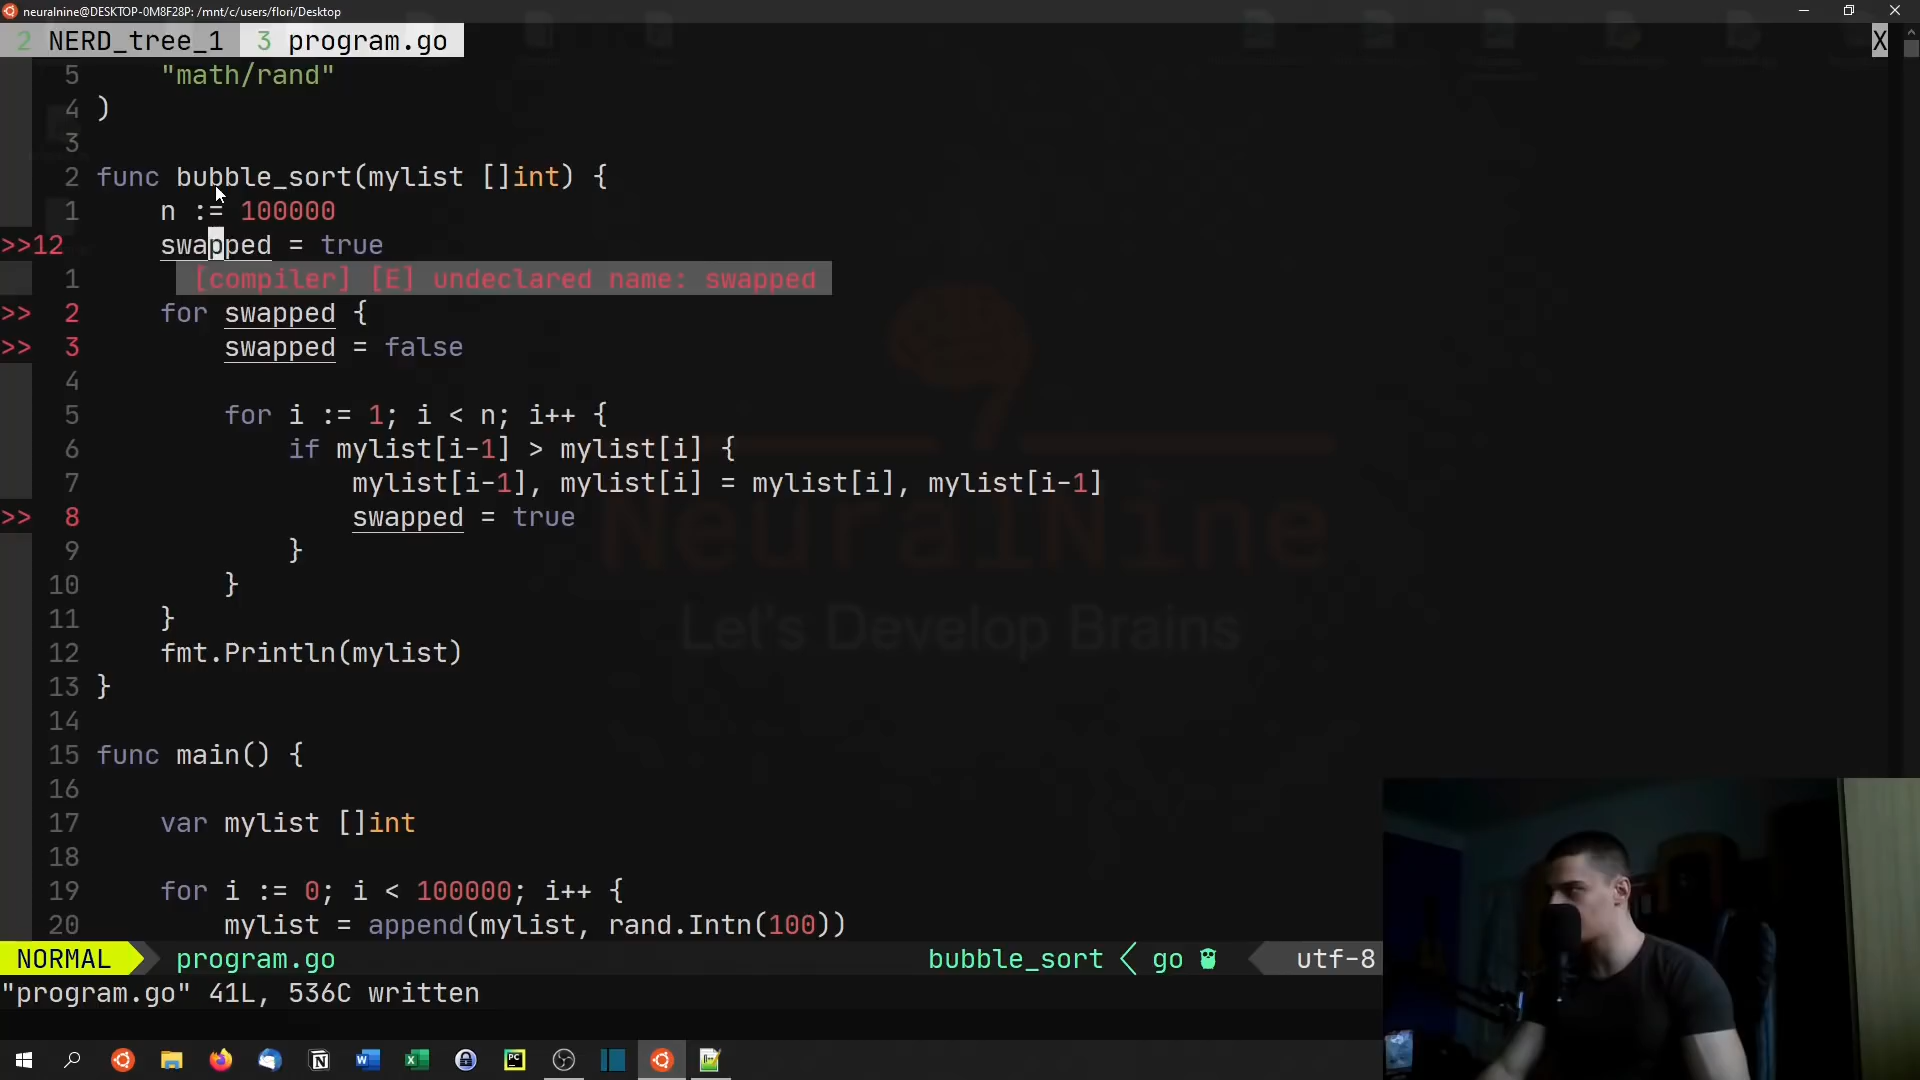 neuralnine@DESKTOP-0M8F28P: /mnt/c/users/flori/Desktop
2 NERD_tree_1 3 program.go X
5 "math/rand"
4 )
3
2 func bubble_sort(mylist []int) {
1 n := 100000
>>12 swapped = true
1 [compiler] [E] undeclared name: swapped
>> 2 for swapped {
>> 3 swapped = false
4
5 for i := 1; i < n; i++ {
6 if mylist[i-1] > mylist[i] {
7 mylist[i-1], mylist[i] = mylist[i], mylist[i-1]
>> 8 swapped = true
9 }
10 }
11 }
12 fmt.Println(mylist)
13 }
14
15 func main() {
16
17 var mylist []int
18
19 for i := 0; i < 100000; i++ {
20 mylist = append(mylist, rand.Intn(100))
NeuralNine
Let's Develop Brains
NORMAL program.go bubble_sort < go utf-8
"program.go" 41L, 536C written